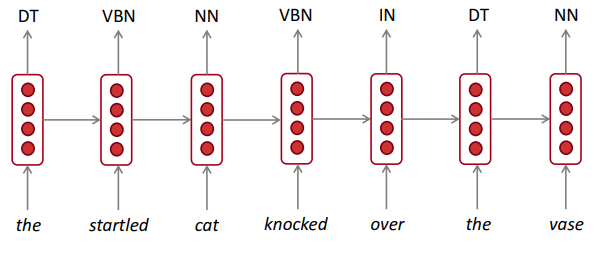 DT VBN NN VBN IN DT NN
the startled cat knocked over the vase